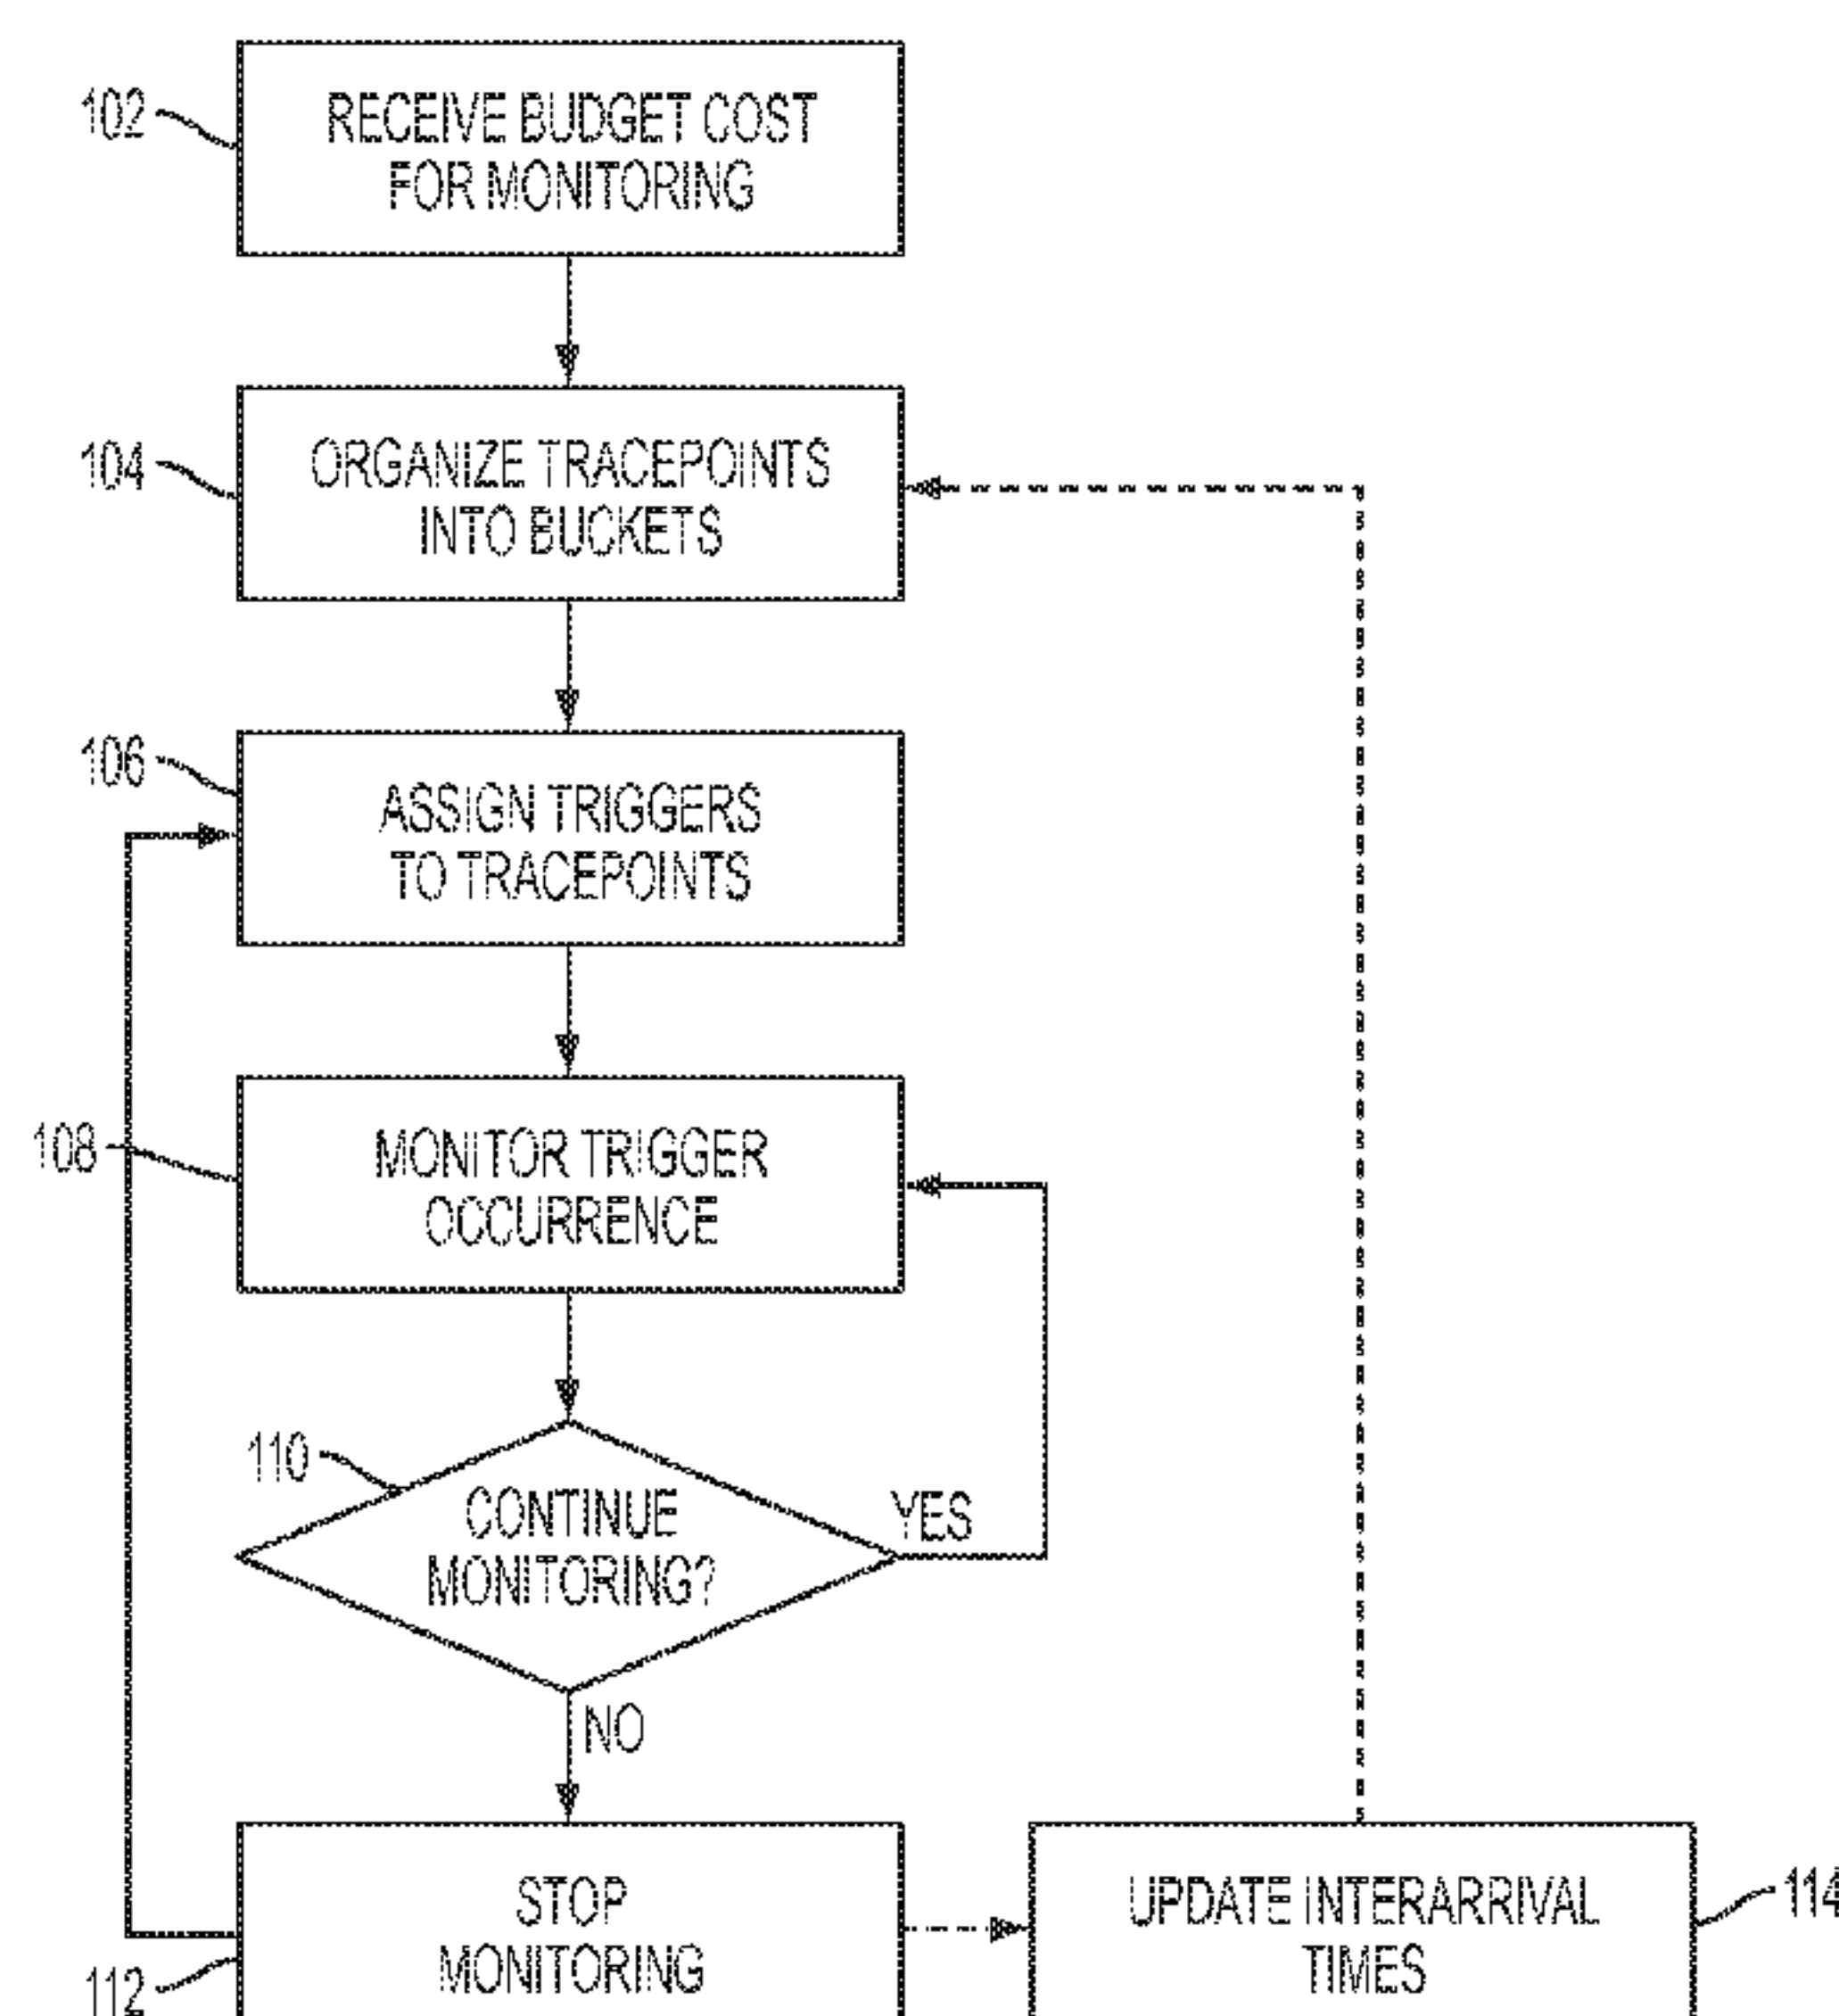 102
RECEIVE BUDGET COST
FOR MONITORING
104
ORGANIZE TRACEPOINTS
INTO BUCKETS
106
ASSIGN TRIGGERS
TO TRACEPOINTS
108
MONITOR TRIGGER
OCCURRENCE
110
CONTINUE
MONITORING?
YES
NO
STOP
MONITORING
112
UPDATE INTERARRIVAL
TIMES
114